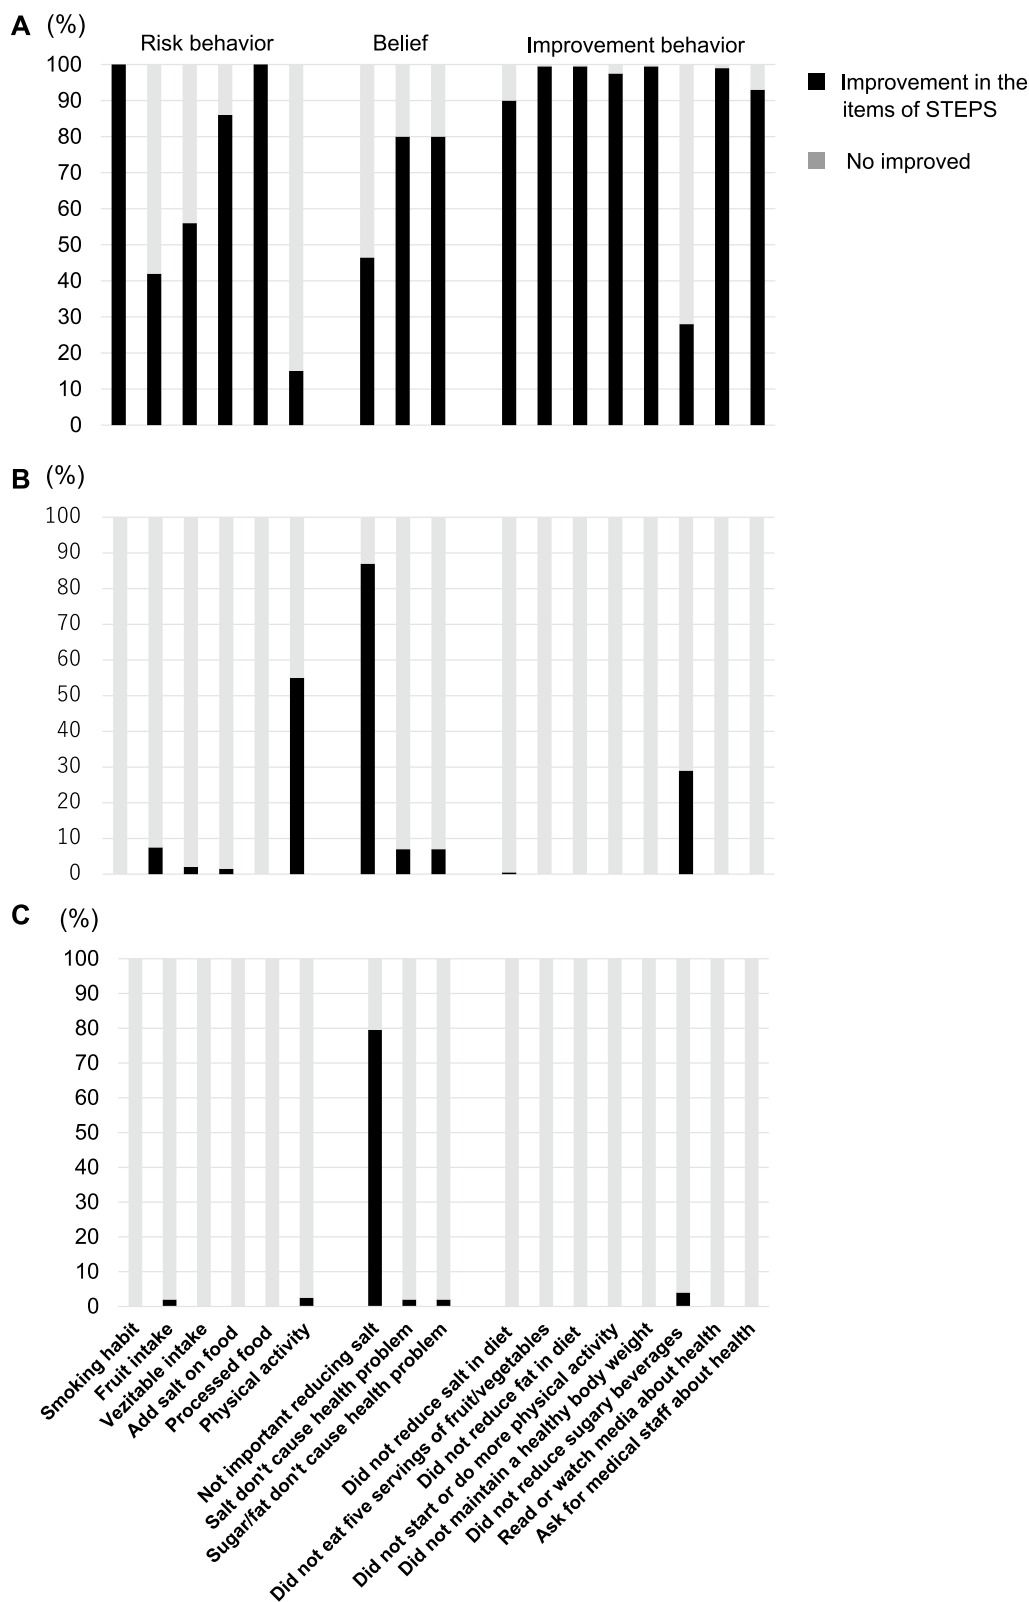 A (%)
Risk behavior Belief Improvement behavior
100
90
80
70
60
50
40
30
20
10
0
Improvement in the
items of STEPS
No improved
B (%)
100
90
80
70
60
50
40
30
20
10
0
C (%)
100
90
80
70
60
50
40
30
20
10
0
Smoking habit
Fruit intake
Vezitable intake
Add salt on food
Processed food
Physical activity
Not important reducing salt
Salt don't cause health problem
Sugar/fat don't cause health problem
Did not reduce salt in diet
Did not eat five servings of fruit/vegetables
Did not reduce fat in diet
Did not start or do more physical activity
Did not maintain a healthy body weight
Did not reduce sugary beverages
Read or watch media about health
Ask for medical staff about health